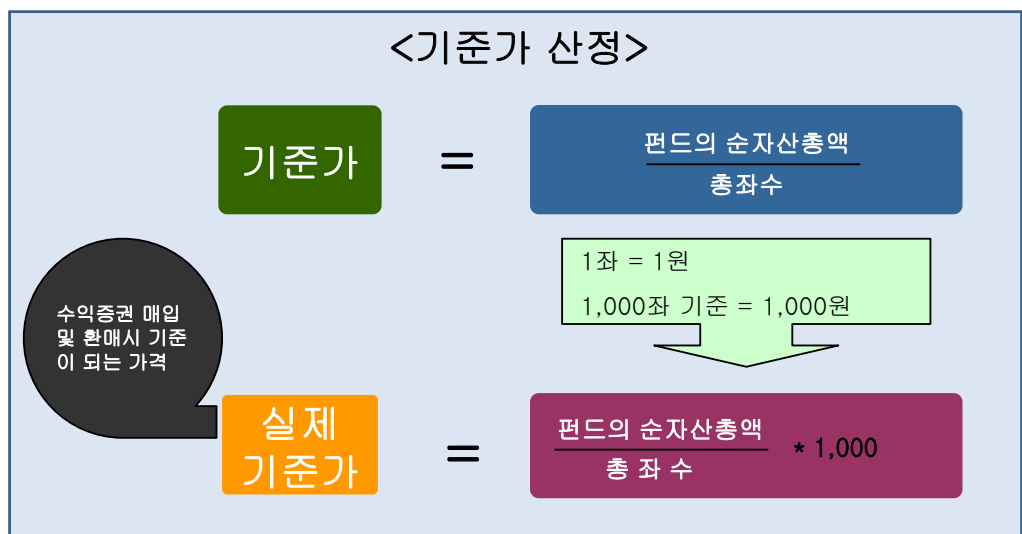 <기준가 산정>
기준가
=
펀드의 순자산총액
총좌수
1좌 = 1원
1,000좌 기준 = 1,000원
수익증권 매입
및 환매시 기준
이 되는 가격
실제
기준가
=
펀드의 순자산총액
총 좌 수
* 1,000